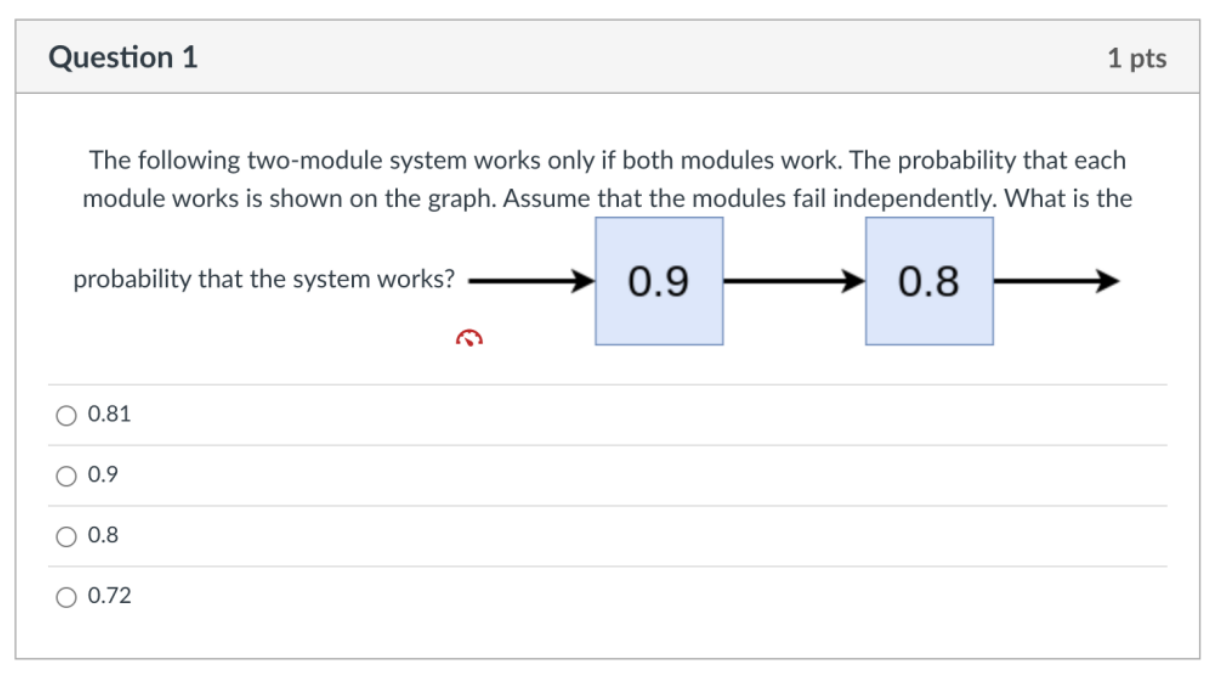 Question 1
1 pts
The following two-module system works only if both modules work. The probability that each
module works is shown on the graph. Assume that the modules fail independently. What is the
probability that the system works?
0.9
0.8
0.81
0.9
0.8
0.72